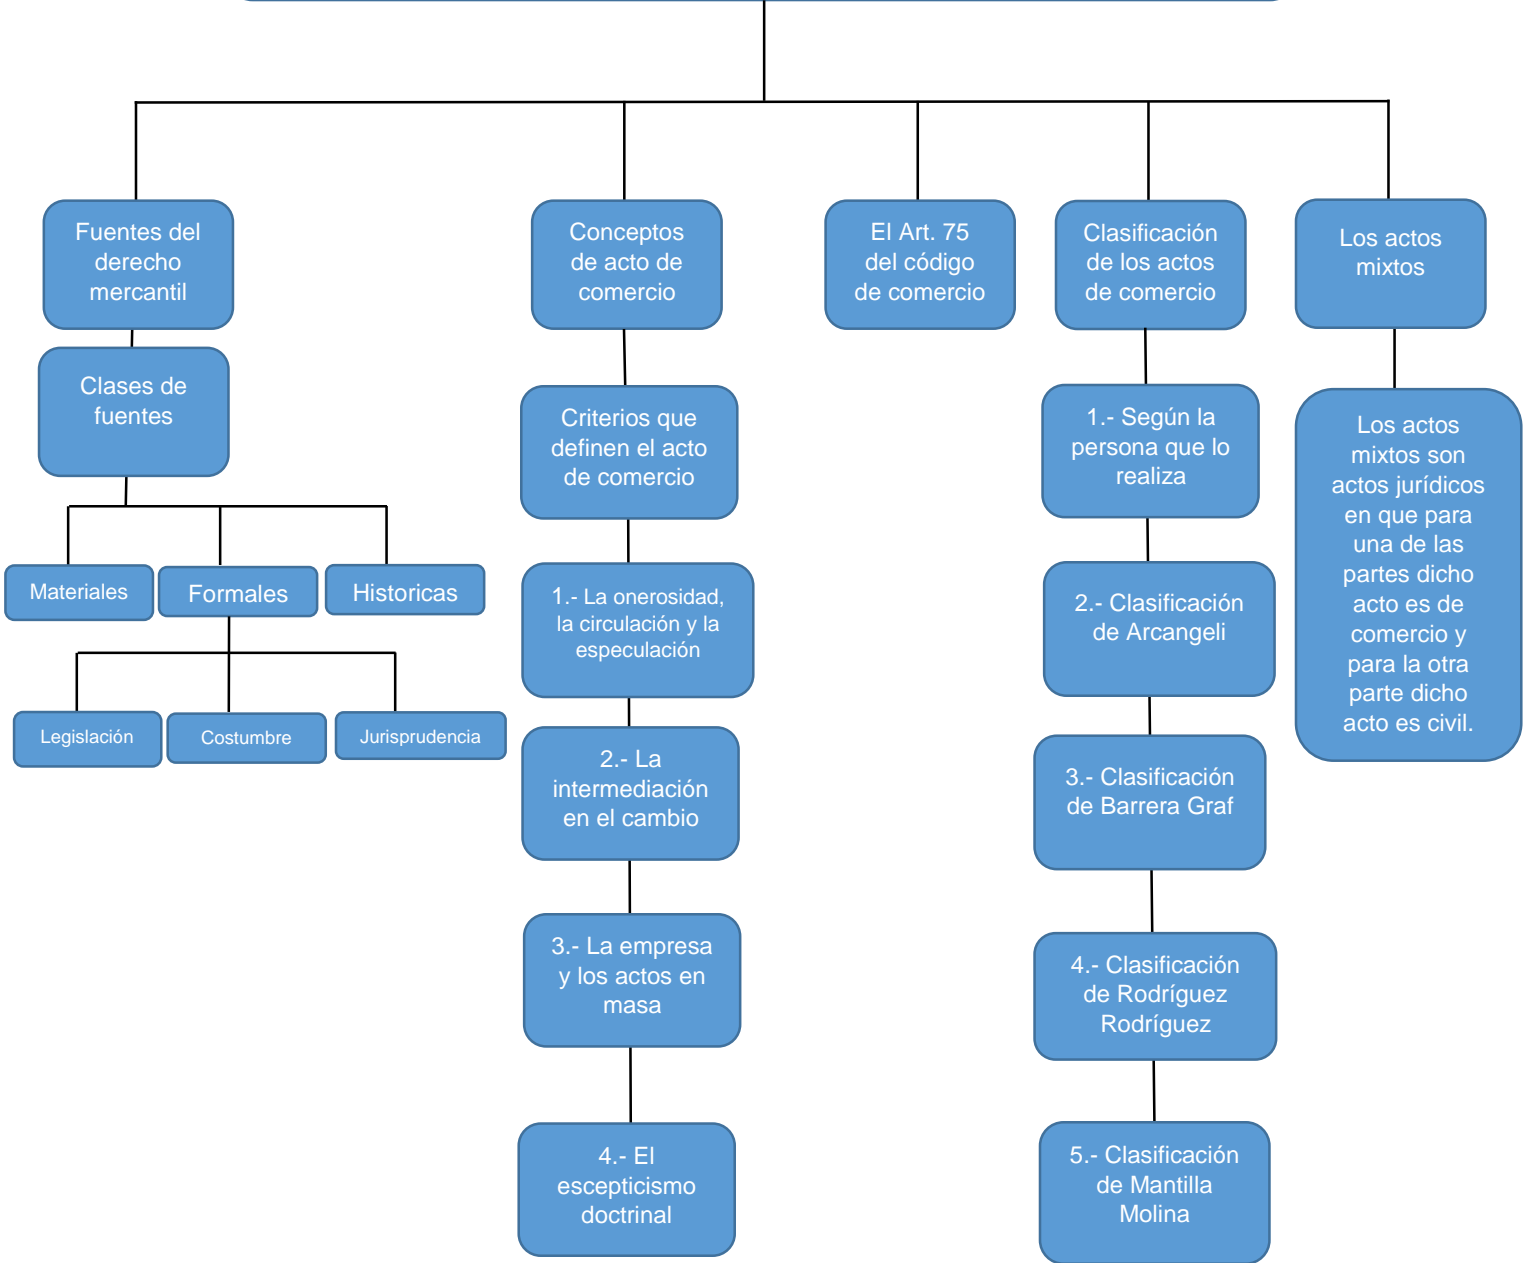 Fuentes del
derecho
mercantil
Clases de
fuentes
Materiales
Formales
Historicas
Legislación
Costumbre
Jurisprudencia
Conceptos
de acto de
comercio
Criterios que
definen el acto
de comercio
1.- La onerosidad,
la circulación y la
especulación
2.- La
intermediación
en el cambio
3.- La empresa
y los actos en
masa
4.- El
escepticismo
doctrinal
El Art. 75
del código
de comercio
Clasificación
de los actos
de comercio
1.- Según la
persona que lo
realiza
2.- Clasificación
de Arcangeli
3.- Clasificación
de Barrera Graf
4.- Clasificación
de Rodríguez
Rodríguez
5.- Clasificación
de Mantilla
Molina
Los actos
mixtos
Los actos
mixtos son
actos jurídicos
en que para
una de las
partes dicho
acto es de
comercio y
para la otra
parte dicho
acto es civil.